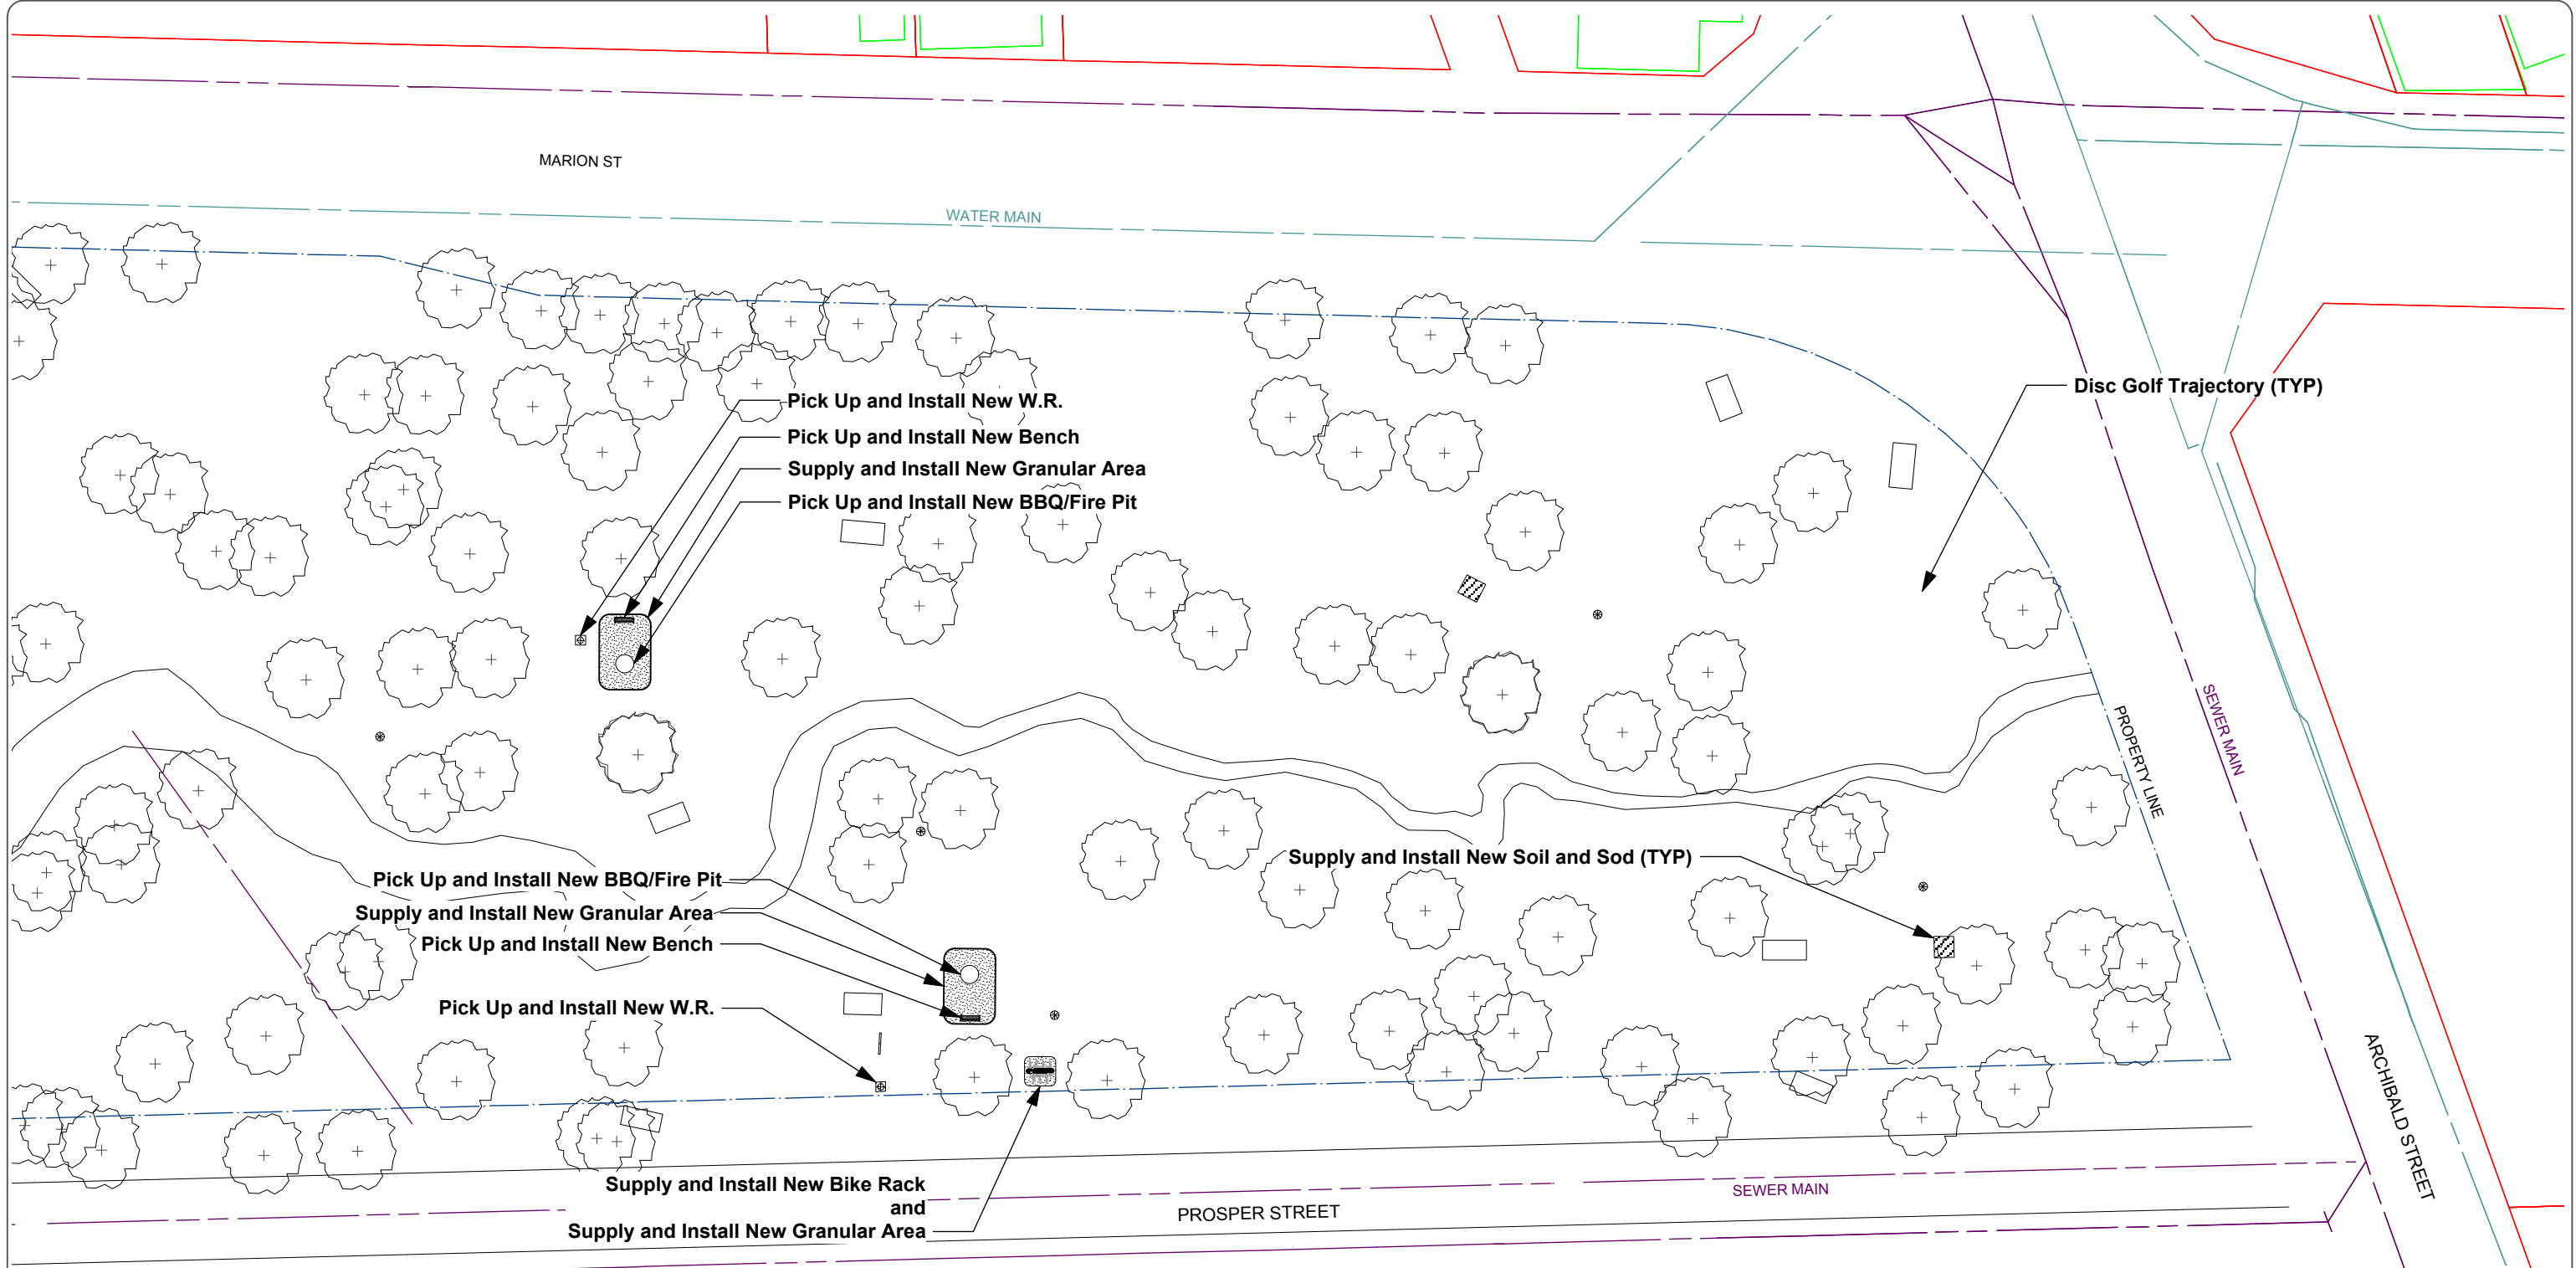 MARION ST
WATER MAIN
Disc Golf Trajectory (TYP)
Pick Up and Install New W.R.
Pick Up and Install New Bench
Supply and Install New Granular Area
Pick Up and Install New BBQ/Fire Pit
SEWER MAIN
PROPERTY LINE
Supply and Install New Soil and Sod (TYP)
Pick Up and Install New BBQ/Fire Pit
Supply and Install New Granular Area
Pick Up and Install New Bench
Pick Up and Install New W.R.
ARCHIBALD STREET
Supply and Install New Bike Rack
and
Supply and Install New Granular Area
SEWER MAIN
PROSPER STREET